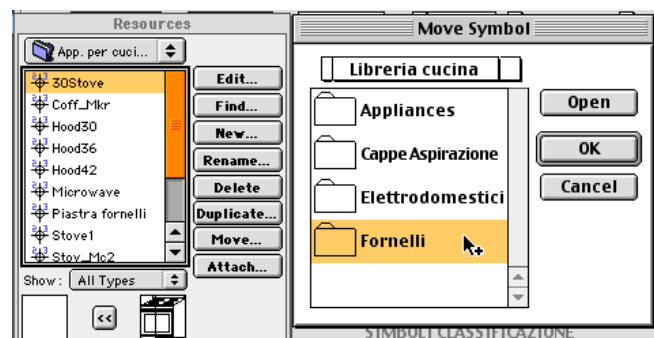 Resources
App. per cuci...
30Stove
Coff_Mkr
Hood30
Hood36
Hood42
Microwave
Piastra fornelli
Stove1
Stov_Mc2
Edit...
Find...
New...
Rename...
Delete
Duplicate...
Move...
Attach...
Show: All Types
<<
Move Symbol
Libreria cucina
Appliances
Cappe Aspirazione
Elettrodomestici
Fornelli
Open
OK
Cancel
SIMBOLI CLASSIFICAZIONE